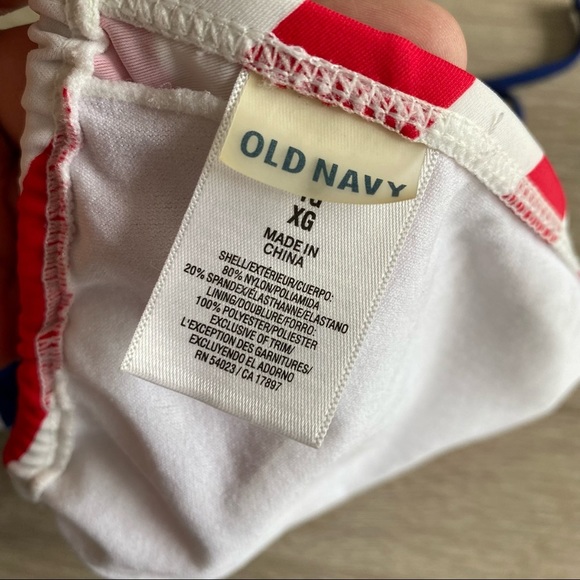 OLD NAVY
XG
MADE IN
CHINA
SHELL/EXTÉRIEUR/CUERPO:
80% NYLON/POLIAMIDA
20% SPANDEX/ÉLASTHANNE/ELASTANO
LINING/DOUBLURE/FORRO:
100% POLYESTER/POLIÉSTER
EXCLUSIVE OF TRIM/
L'EXCEPTION DES GARNITURES/
EXCLUYENDO EL ADORNO
RN 54023 / CA 17897